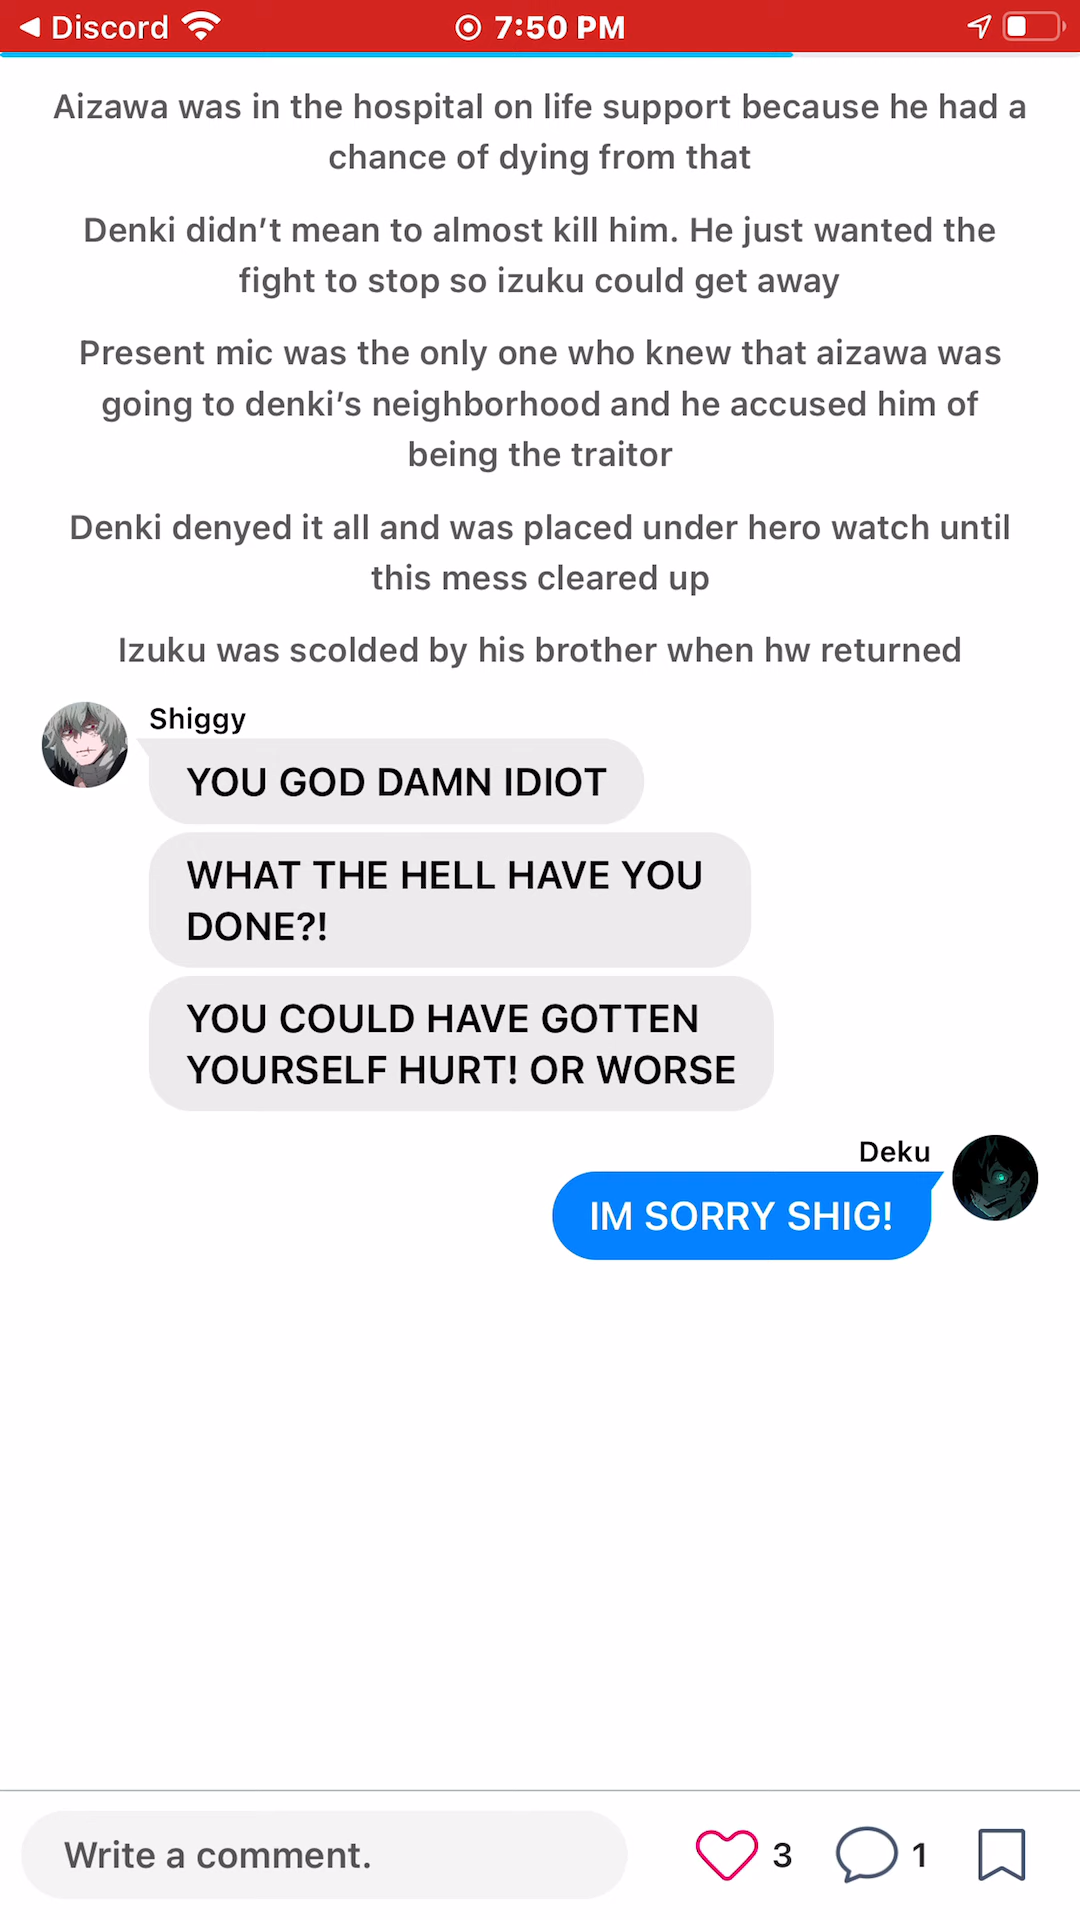 Discord
7:50 PM
Aizawa was in the hospital on life support because he had a
chance of dying from that
Denki didn’t mean to almost kill him. He just wanted the
fight to stop so izuku could get away
Present mic was the only one who knew that aizawa was
going to denki’s neighborhood and he accused him of
being the traitor
Denki denyed it all and was placed under hero watch until
this mess cleared up
Izuku was scolded by his brother when hw returned
Shiggy
YOU GOD DAMN IDIOT
WHAT THE HELL HAVE YOU
DONE?!
YOU COULD HAVE GOTTEN
YOURSELF HURT! OR WORSE
Deku
IM SORRY SHIG!
Write a comment.
3
1